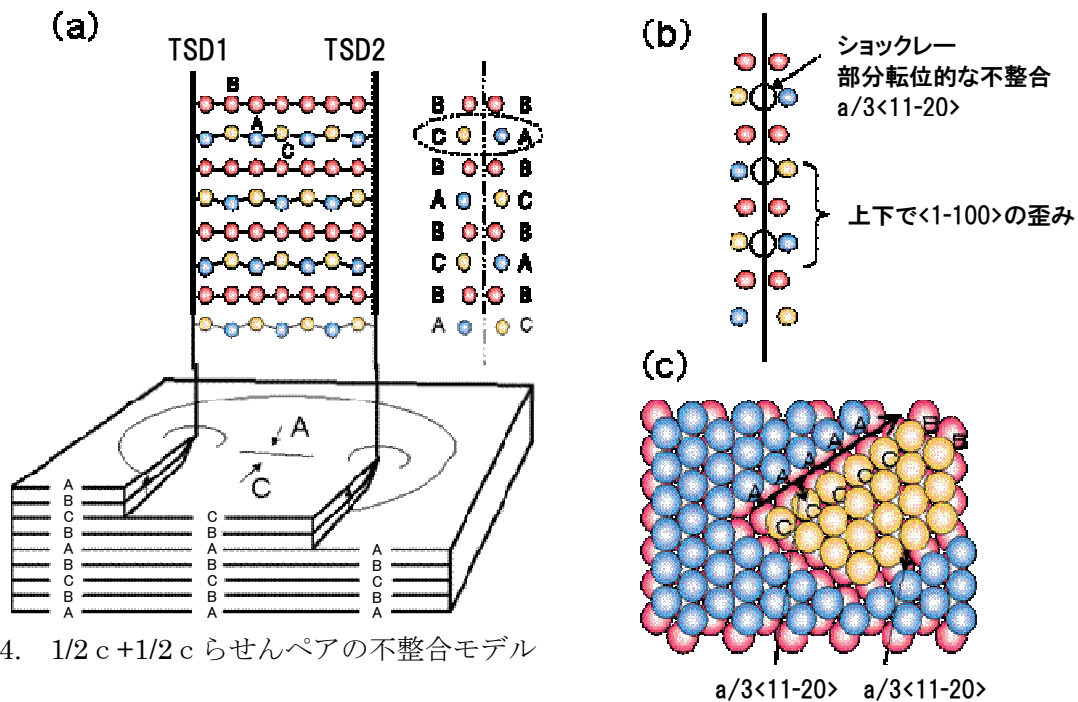 (a)
TSD1 TSD2
B
A
C
B B
C A
B B
A C
B B
C A
B B
A C
A
C
A
B
C C
B B
A A A
B B B
C C C
B B B
A A A
4. 1/2 c +1/2 c らせんペアの不整合モデル
(b)
ショックレー
部分転位的な不整合
a/3<11-20>
上下で<1-100>の歪み
(c)
A A A A A
B B
C C C C C
a/3<11-20> a/3<11-20>